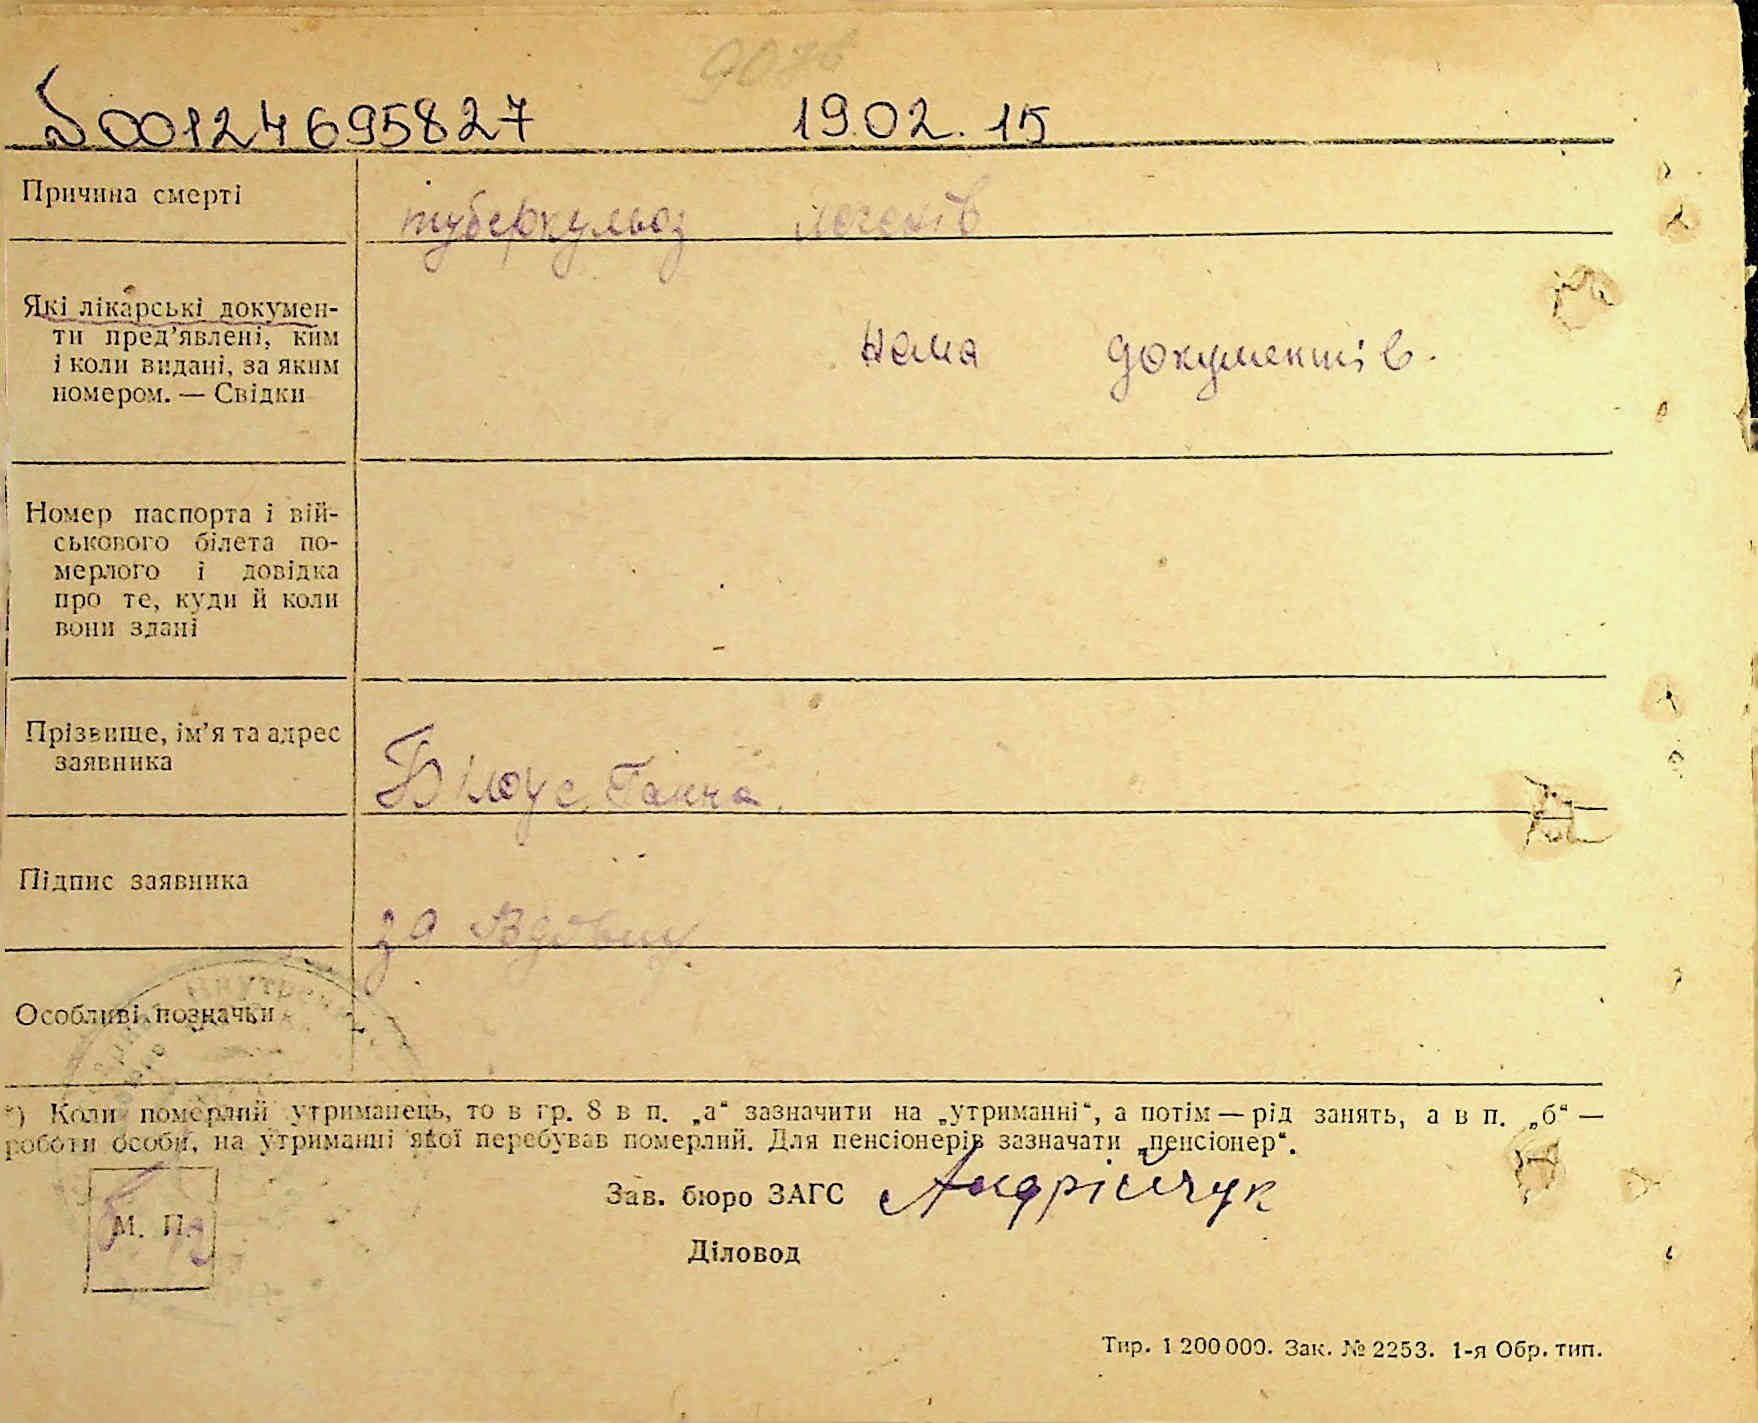 00124695827 19.02.15
Причина смерті
туберкульоз легенів
Які лікарські докумен-
ти пред'явлені, ким
і коли видані, за яким
номером. — Свідки
нема документів.
Номер паспорта і вій-
ськового білета по-
мерлого і довідка
про те, куди й коли
вони здані
Прізвище, ім'я та адрес
заявника
Білоус Ганна.
Підпис заявника
за
Особливі позначки
*) Коли померлий утриманець, то в гр. 8 в п. „а“ зазначити на „утриманні“, а потім — рід занять, а в п. „б“ —
роботи особи, на утриманні якої перебував померлий. Для пенсіонерів зазначати „пенсіонер“.
Зав. бюро ЗАГС Андрійчук
М. П.
Діловод
Тир. 1 200 000. Зак. № 2253. 1-я Обр. тип.